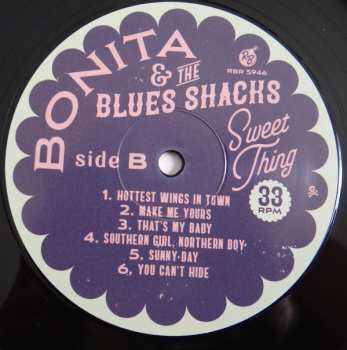 BONITA
& THE
BLUES SHACKS
RBR 5946
Sweet
Thing
side B
33
RPM
1. HOTTEST WINGS IN TOWN
2. MAKE ME YOURS
3. THAT'S MY BABY
4. SOUTHERN GIRL, NORTHERN BOY
5. SUNNY-DAY
6. YOU CAN'T HIDE